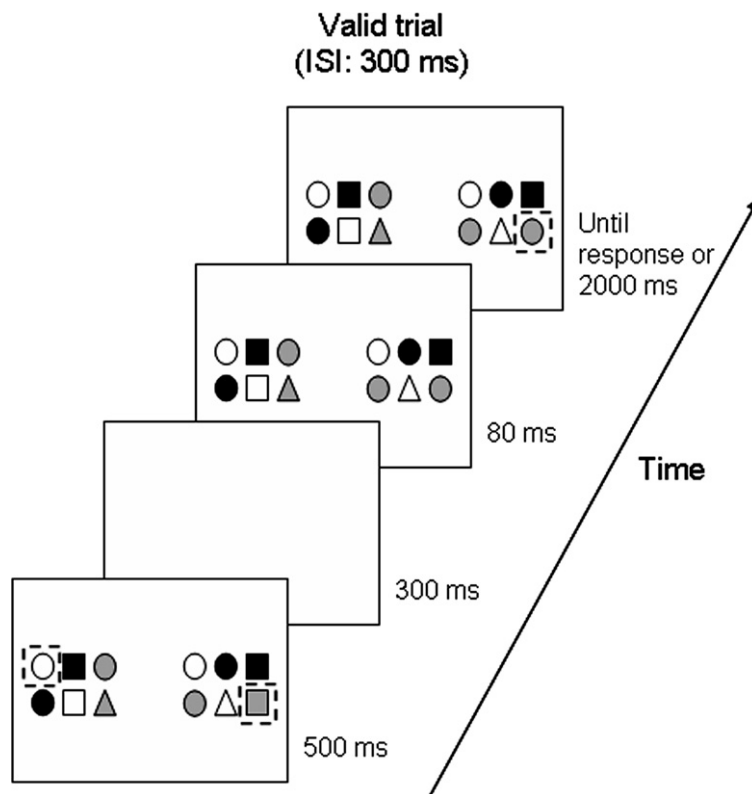 Valid trial
(ISI: 300 ms)
Until
response or
2000 ms
80 ms
Time
300 ms
500 ms